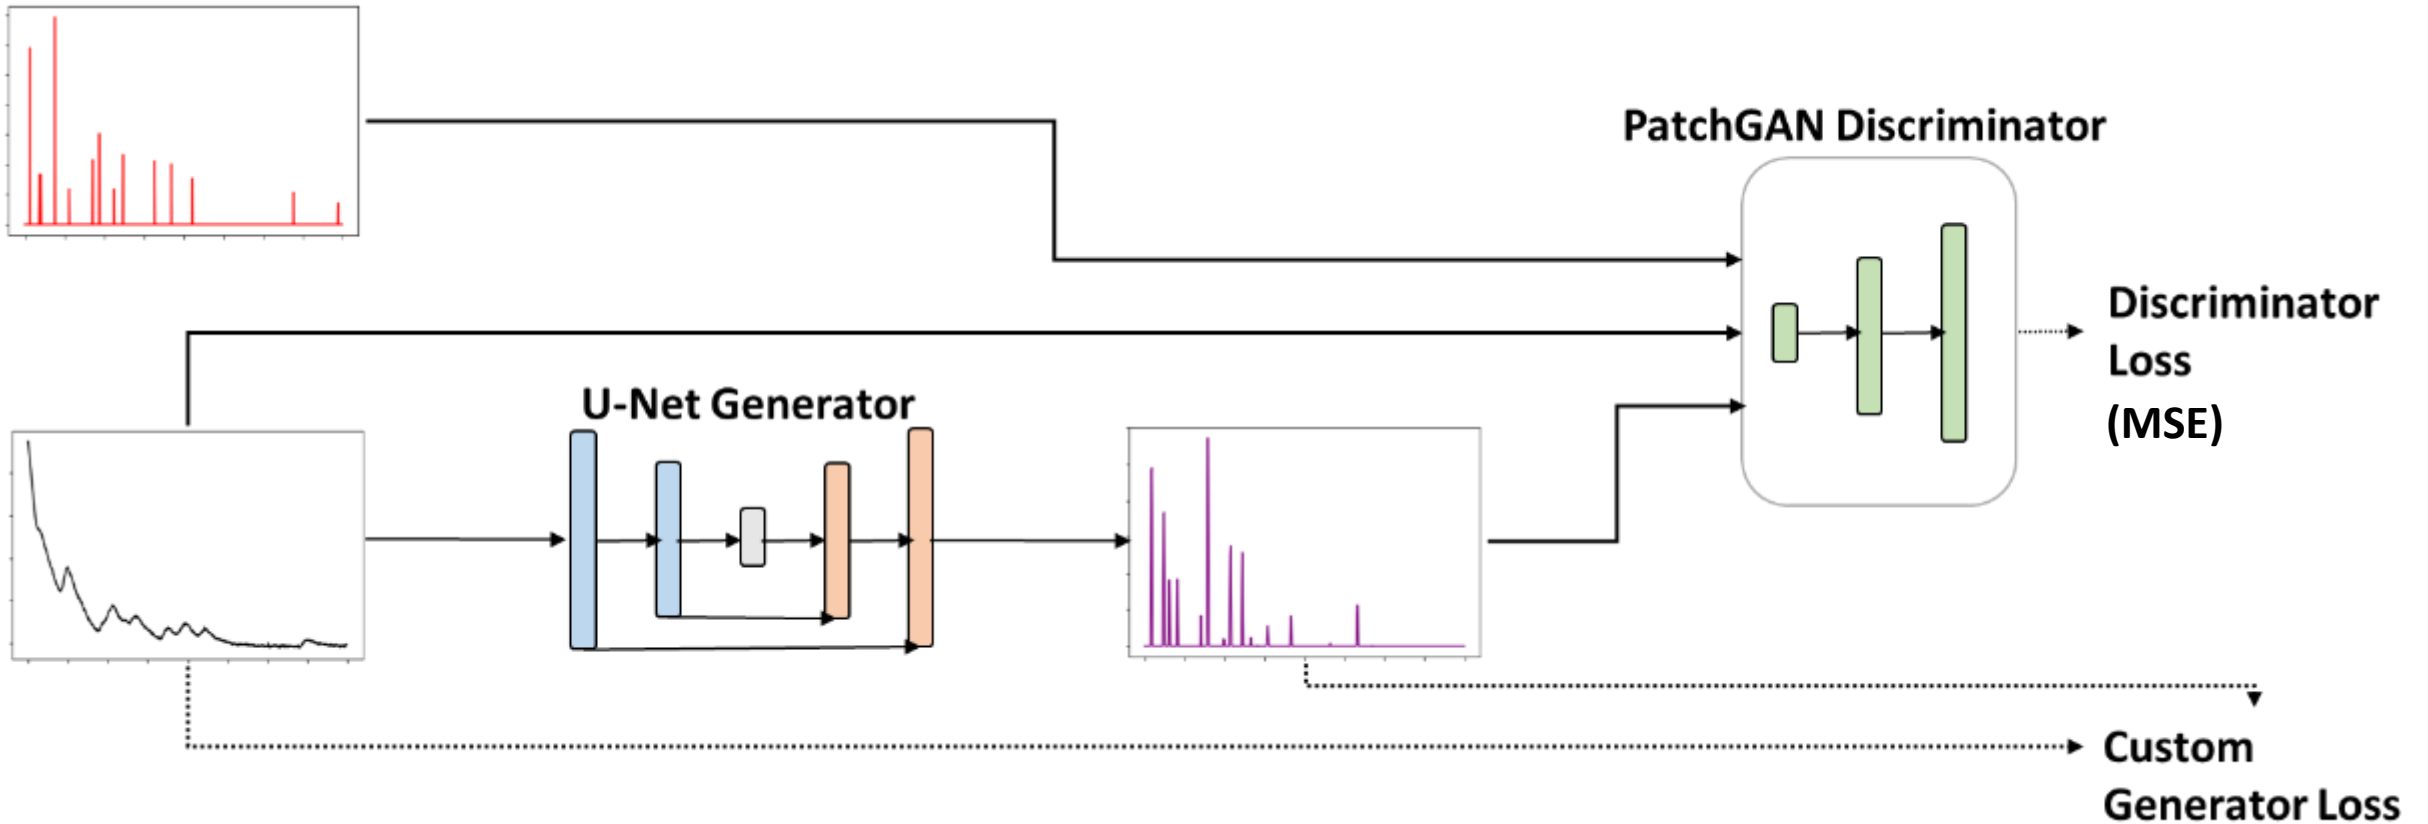 PatchGAN Discriminator
Discriminator
Loss
(MSE)
U-Net Generator
Custom
Generator Loss